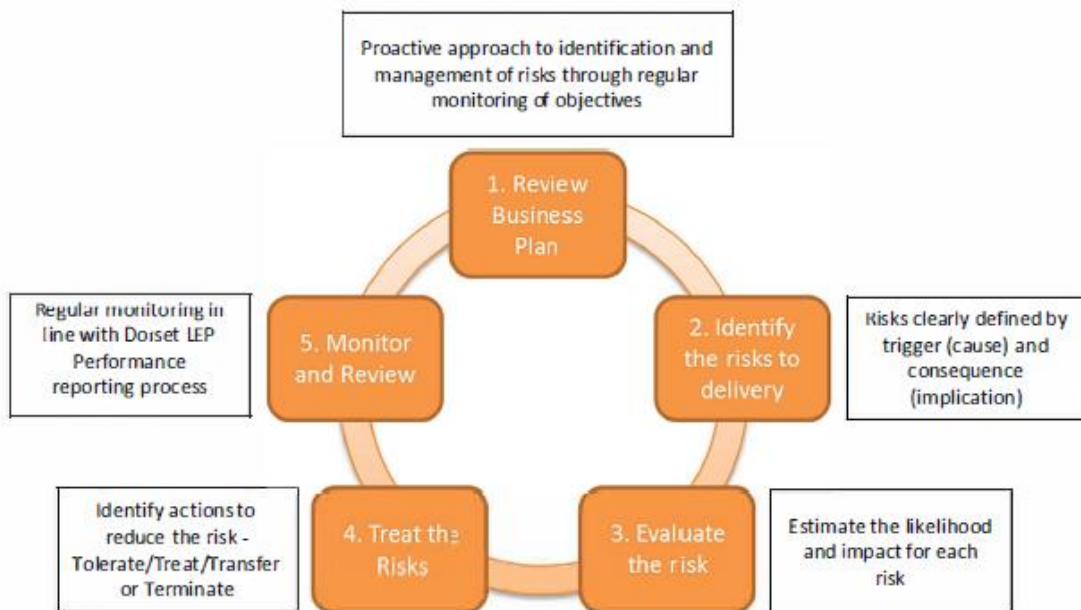 Proactive approach to identification and
management of risks through regular
monitoring of objectives
1. Review
Business
Plan
2. Identify
the risks to
delivery
Risks clearly defined by
trigger (cause) and
consequence
(implication)
3. Evaluate
the risk
Estimate the likelihood
and impact for each
risk
4. Treat the
Risks
Identify actions to
reduce the risk -
Tolerate/Treat/Transfer
or Terminate
5. Monitor
and Review
Regular monitoring in
line with Dorset LEP
Performance
reporting process